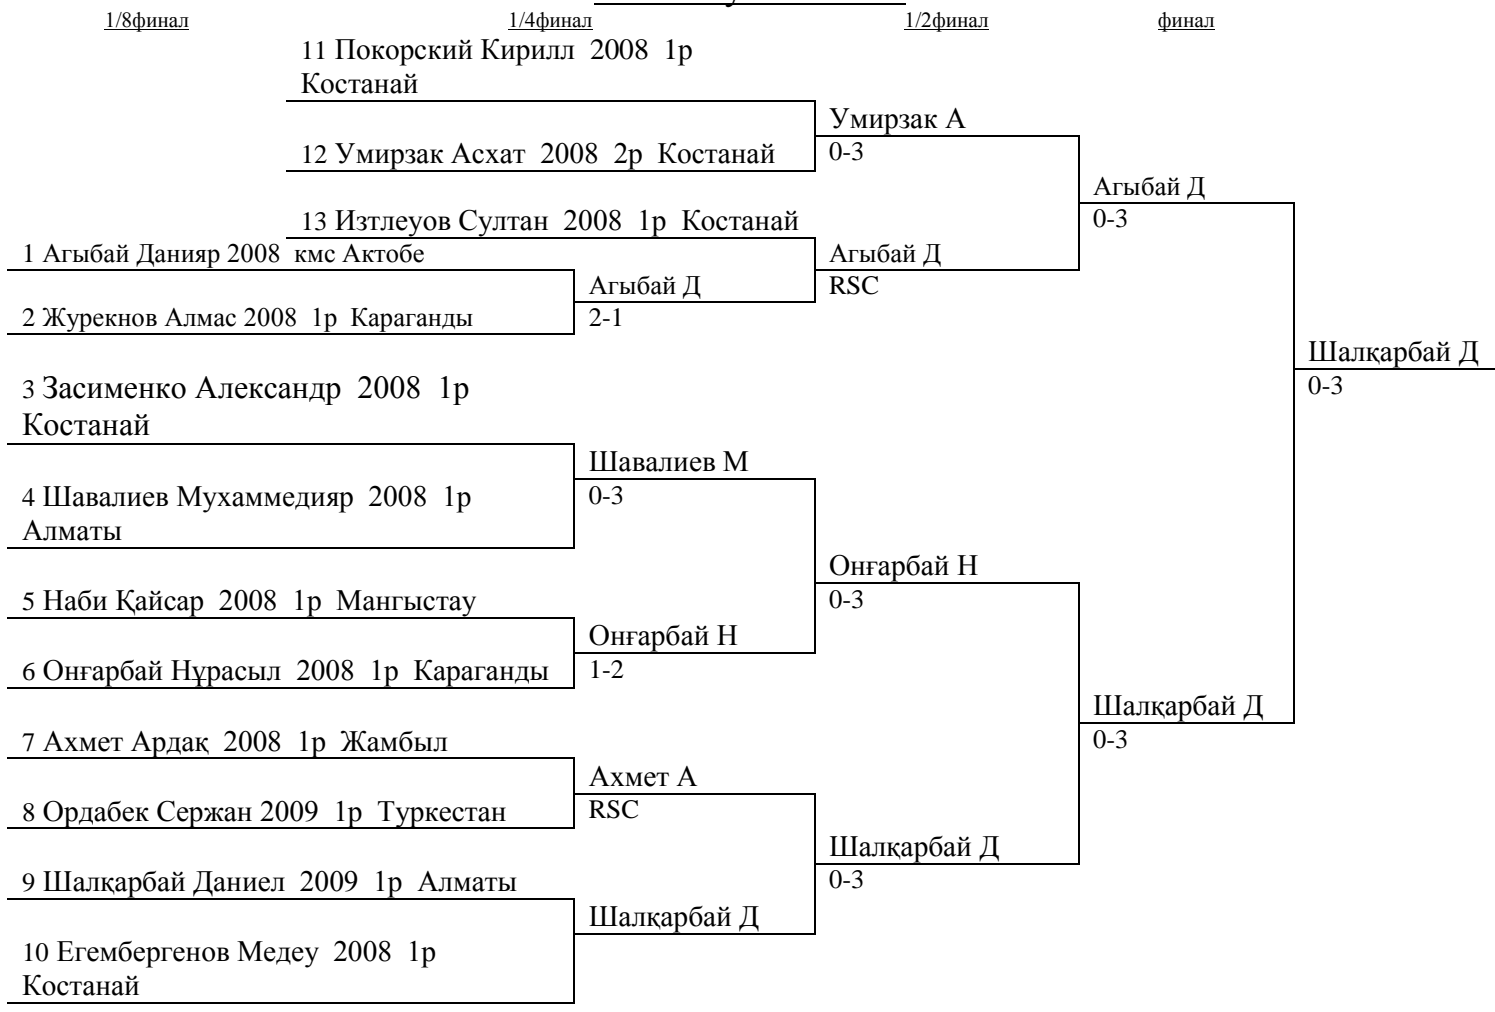 1/8финал 1/4финал 1/2финал финал
11 Покорский Кирилл 2008 1р
Костанай
Умирзак А
12 Умирзак Асхат 2008 2р Костанай
0-3
Агыбай Д
13 Изтлеуов Султан 2008 1р Костанай
0-3
1 Агыбай Данияр 2008 кмс Актобе
Агыбай Д
Агыбай Д
RSC
2 Журекнов Алмас 2008 1р Караганды
2-1
Шалқарбай Д
0-3
3 Засименко Александр 2008 1р
Костанай
Шавалиев М
0-3
4 Шавалиев Мухаммедияр 2008 1р
Алматы
Онғарбай Н
0-3
5 Наби Қайсар 2008 1р Мангыстау
Онғарбай Н
1-2
6 Онғарбай Нұрасыл 2008 1р Караганды
Шалқарбай Д
0-3
7 Ахмет Ардақ 2008 1р Жамбыл
Ахмет А
RSC
8 Ордабек Сержан 2009 1р Туркестан
Шалқарбай Д
0-3
9 Шалқарбай Даниел 2009 1р Алматы
Шалқарбай Д
10 Егембергенов Медеу 2008 1р
Костанай